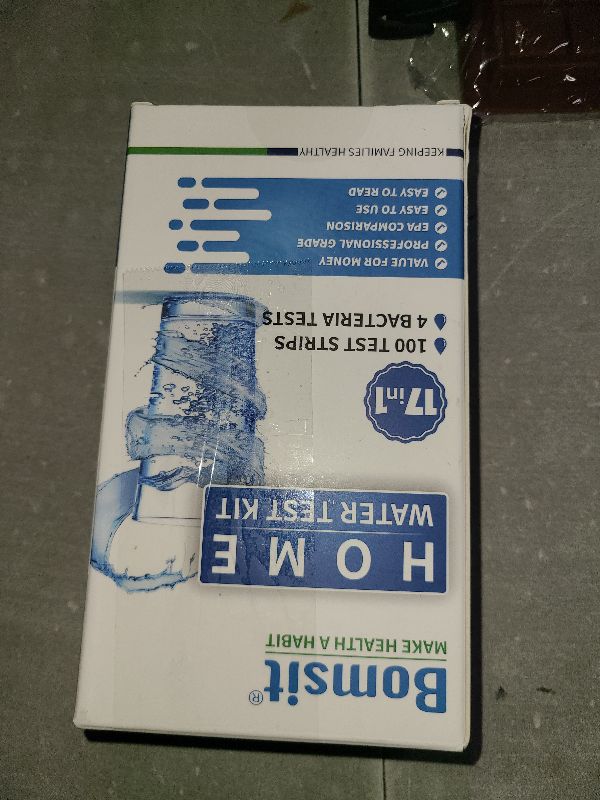 Bomsit®
MAKE HEALTH A HABIT
HOME
WATER TEST KIT
17 in 1
100 TEST STRIPS
4 BACTERIA TESTS
VALUE FOR MONEY
PROFESSIONAL GRADE
EPA COMPARISON
EASY TO USE
EASY TO READ
KEEPING FAMILIES HEALTHY